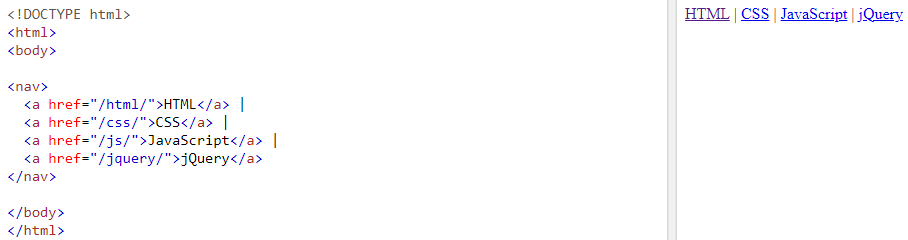 <!DOCTYPE html>
<html>
<body>

<nav>
  <a href="/html/">HTML</a> |
  <a href="/css/">CSS</a> |
  <a href="/js/">JavaScript</a> |
  <a href="/jquery/">jQuery</a>
</nav>

</body>
</html>
HTML | CSS | JavaScript | jQuery